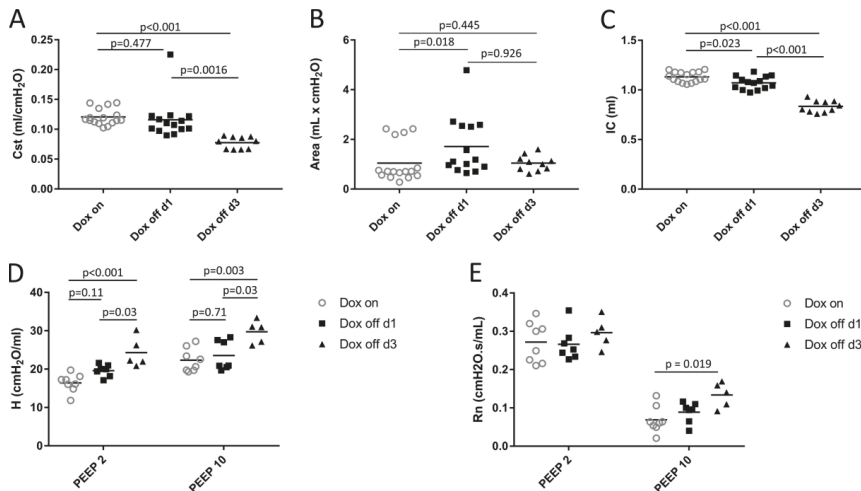 A
p<0.001
p=0.477
p=0.0016
Cst (ml/cmH₂O)
0.25
0.20
0.15
0.10
0.05
0.00
Dox on
Dox off d1
Dox off d3
B
p=0.445
p=0.018
p=0.926
Area (mL x cmH₂O)
6
4
2
0
Dox on
Dox off d1
Dox off d3
C
p<0.001
p=0.023
p<0.001
IC (ml)
1.5
1.0
0.5
0.0
Dox on
Dox off d1
Dox off d3
D
p<0.001
p=0.11
p=0.03
p=0.003
p=0.03
p=0.71
H (cmH₂O/ml)
40
30
20
10
0
PEEP 2
PEEP 10
Dox on
Dox off d1
Dox off d3
E
p = 0.019
Rn (cmH2O.s/mL)
0.4
0.3
0.2
0.1
0.0
PEEP 2
PEEP 10
Dox on
Dox off d1
Dox off d3